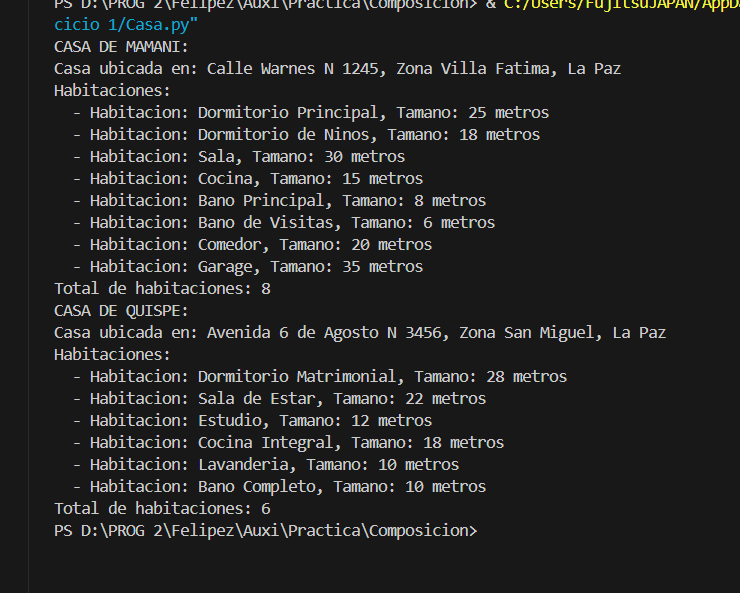 PS D:\PROG 2\Felipez\Auxi\Practica\Composicion> & C:/Users/FujitsuJAPAN/AppDa
cicio 1/Casa.py"
CASA DE MAMANI:
Casa ubicada en: Calle Warnes N 1245, Zona Villa Fatima, La Paz
Habitaciones:
  - Habitacion: Dormitorio Principal, Tamano: 25 metros
  - Habitacion: Dormitorio de Ninos, Tamano: 18 metros
  - Habitacion: Sala, Tamano: 30 metros
  - Habitacion: Cocina, Tamano: 15 metros
  - Habitacion: Bano Principal, Tamano: 8 metros
  - Habitacion: Bano de Visitas, Tamano: 6 metros
  - Habitacion: Comedor, Tamano: 20 metros
  - Habitacion: Garage, Tamano: 35 metros
Total de habitaciones: 8
CASA DE QUISPE:
Casa ubicada en: Avenida 6 de Agosto N 3456, Zona San Miguel, La Paz
Habitaciones:
  - Habitacion: Dormitorio Matrimonial, Tamano: 28 metros
  - Habitacion: Sala de Estar, Tamano: 22 metros
  - Habitacion: Estudio, Tamano: 12 metros
  - Habitacion: Cocina Integral, Tamano: 18 metros
  - Habitacion: Lavanderia, Tamano: 10 metros
  - Habitacion: Bano Completo, Tamano: 10 metros
Total de habitaciones: 6
PS D:\PROG 2\Felipez\Auxi\Practica\Composicion>